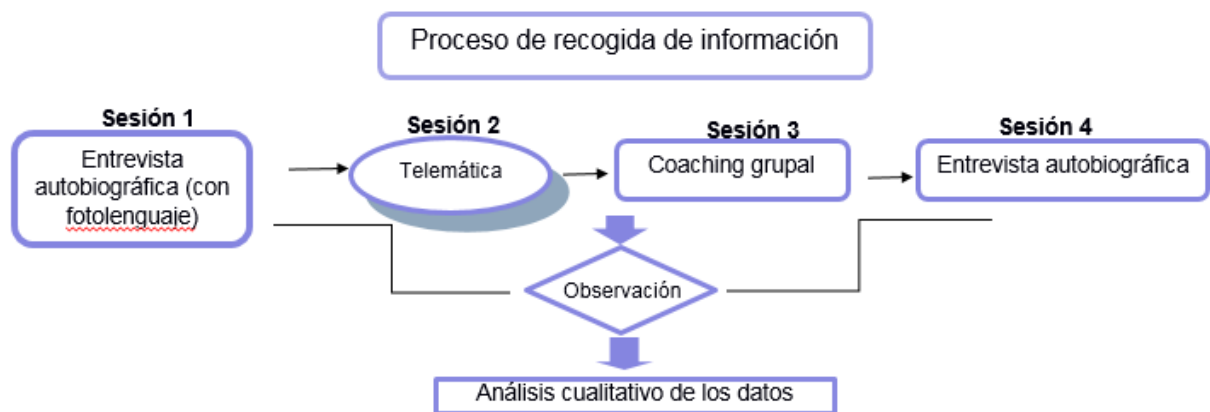 Proceso de recogida de información
Sesión 1
Entrevista
autobiográfica (con
fotolenguaje)
Sesión 2
Telemática
Sesión 3
Coaching grupal
Sesión 4
Entrevista autobiográfica
Observación
Análisis cualitativo de los datos